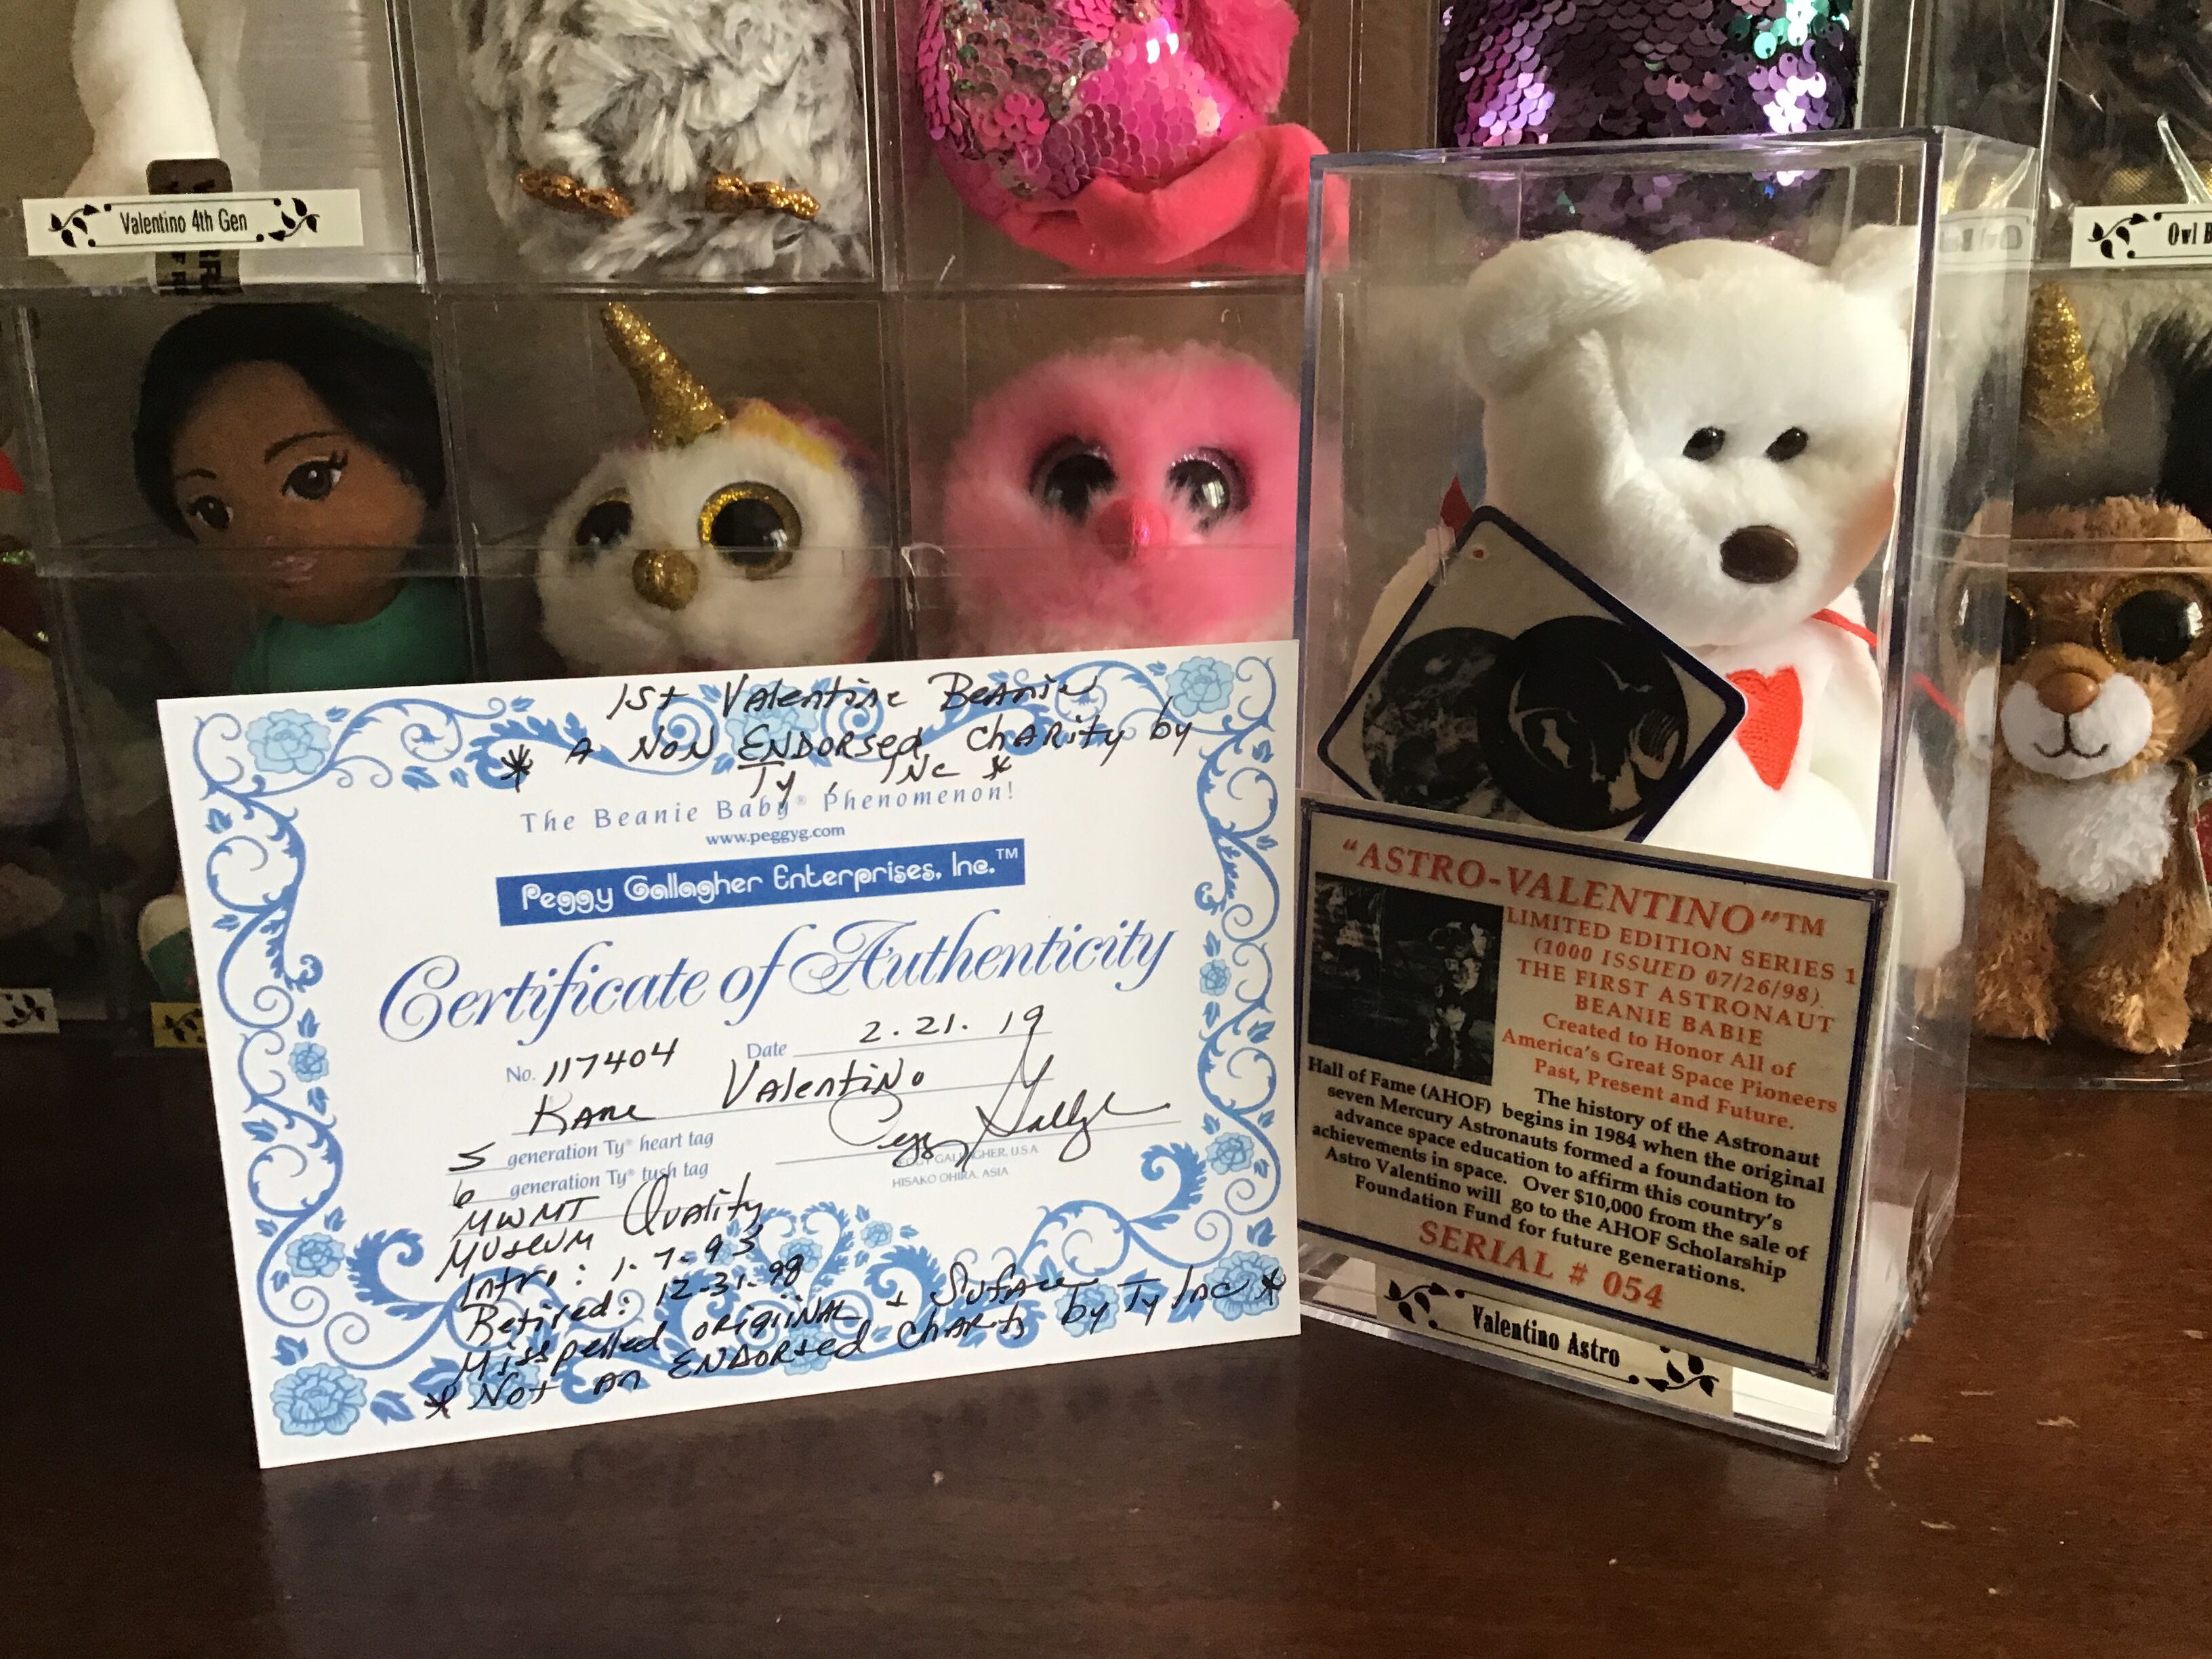 Valentino 4th Gen
Owl B
1st Valentine Beanie
* A NON ENDORSED Charity by
Ty, Inc *
The Beanie Baby® Phenomenon!
www.peggyg.com
Peggy Gallagher Enterprises, Inc.™
Certificate of Authenticity
No. 117404 Date 2.21.19
Rare Valentino
Peggy Gallagher
5 generation Ty® heart tag
PEGGY GALLAGHER, U.S.A
6 generation Ty® tush tag
HISAKO OHIRA, ASIA
MWMT Quality
Museum
Intro: 1-7-93
Retired: 12-31-98
Misspelled origiinal + Suface
* Not an ENDORSED Charity by Ty Inc *
"ASTRO-VALENTINO"™
LIMITED EDITION SERIES 1
(1000 ISSUED 07/26/98)
THE FIRST ASTRONAUT
BEANIE BABIE
Created to Honor All of
America's Great Space Pioneers
Past, Present and Future.
The history of the Astronaut
Hall of Fame (AHOF) begins in 1984 when the original
seven Mercury Astronauts formed a foundation to
advance space education to affirm this country's
achievements in space. Over $10,000 from the sale of
Astro Valentino will go to the AHOF Scholarship
Foundation Fund for future generations.
SERIAL # 054
Valentino Astro